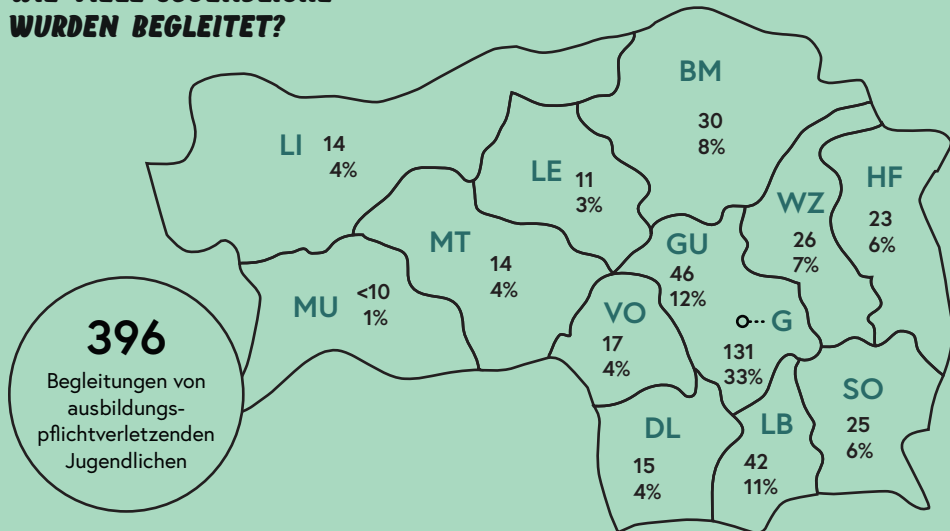 WURDEN BEGLEITET?
BM
30
8%
LI 14
4%
LE 11
3%
HF
23
6%
WZ
26
7%
MT
14
4%
GU
46
12%
MU <10
1%
VO
17
4%
G
131
33%
SO
25
6%
DL
15
4%
LB
42
11%
396
Begleitungen von
ausbildungs-
pflichtverletzenden
Jugendlichen